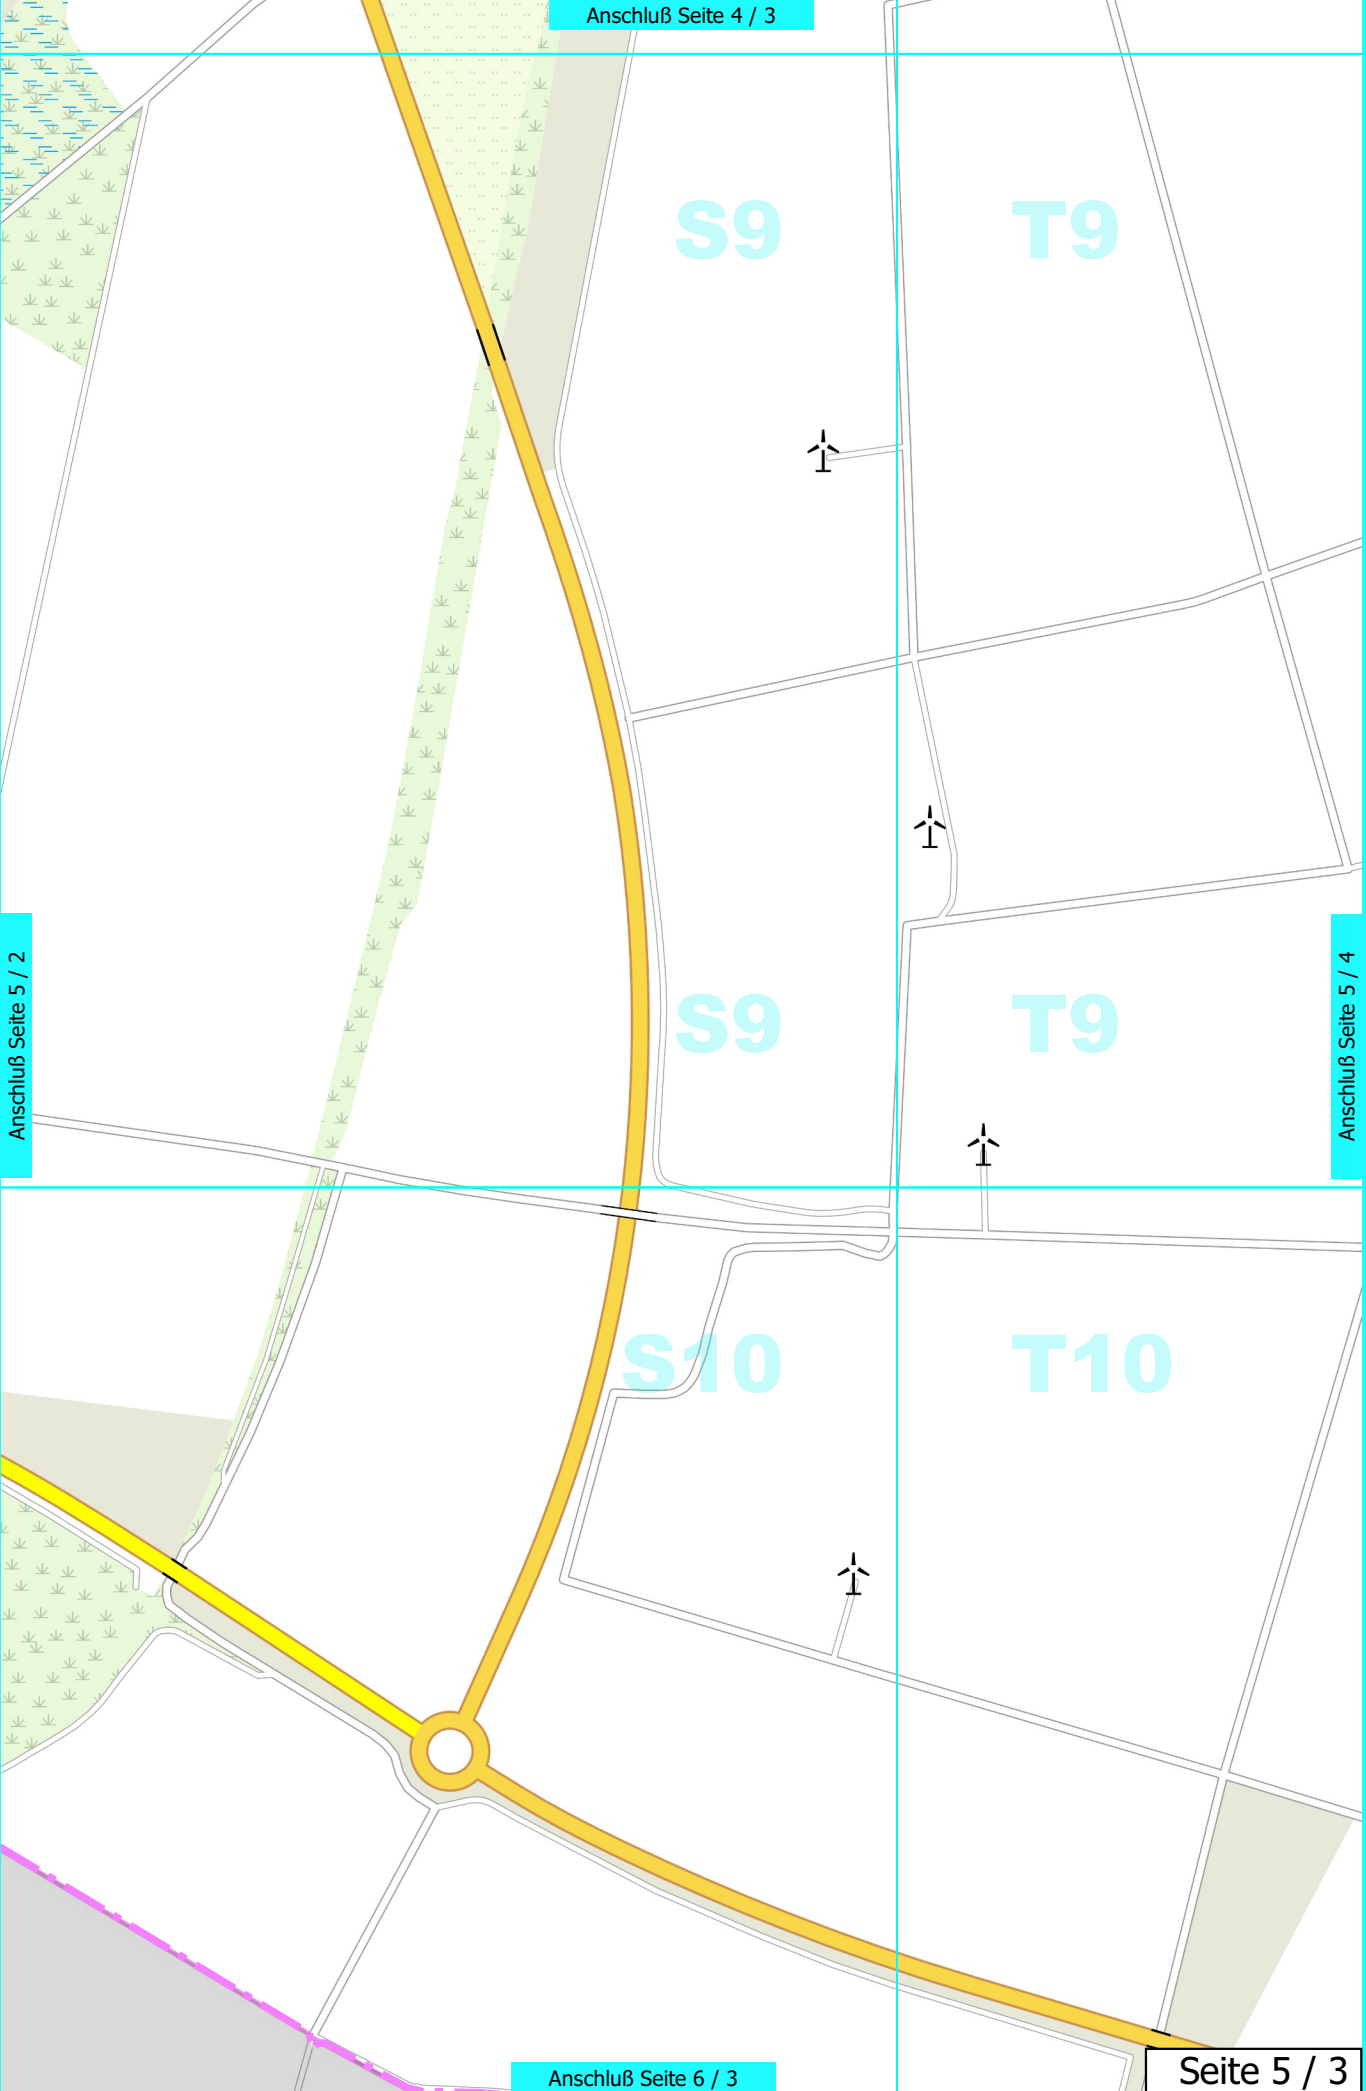 Anschluß Seite 4 / 3
S9
T9
Anschluß Seite 5 / 2
S9
T9
Anschluß Seite 5 / 4
S10
T10
Anschluß Seite 6 / 3
Seite 5 / 3